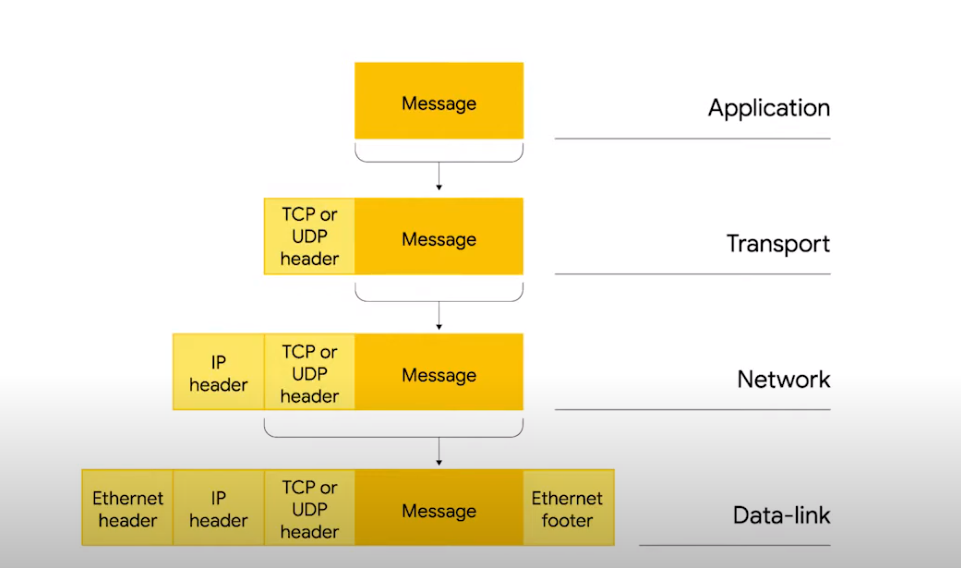 Message
Application
TCP or
UDP
header
Message
Transport
IP
header
TCP or
UDP
header
Message
Network
Ethernet
header
IP
header
TCP or
UDP
header
Message
Ethernet
footer
Data-link